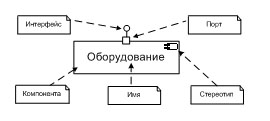 Интерфейс
Порт
Оборудование
Компонента
Имя
Стереотип